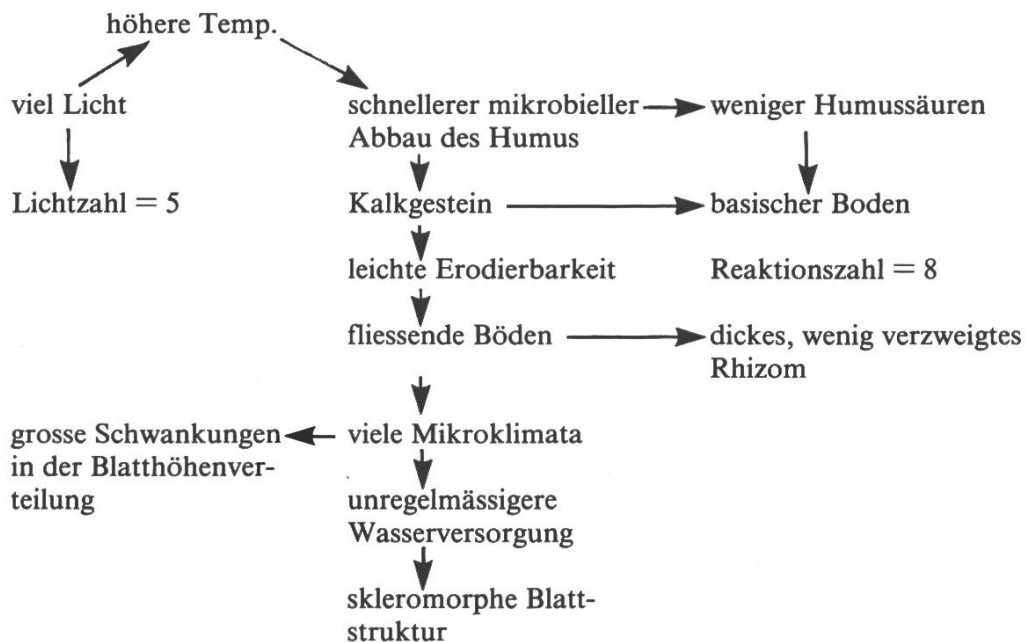 höhere Temp.
viel Licht
schnellerer mikrobieller
Abbau des Humus
weniger Humussäuren
Lichtzahl = 5
Kalkgestein
basischer Boden
leichte Erodierbarkeit
Reaktionszahl = 8
fliessende Böden
dickes, wenig verzweigtes
Rhizom
grosse Schwankungen
in der Blatthöhenver-
teilung
viele Mikroklimata
unregelmässigere
Wasserversorgung
skleromorphe Blatt-
struktur